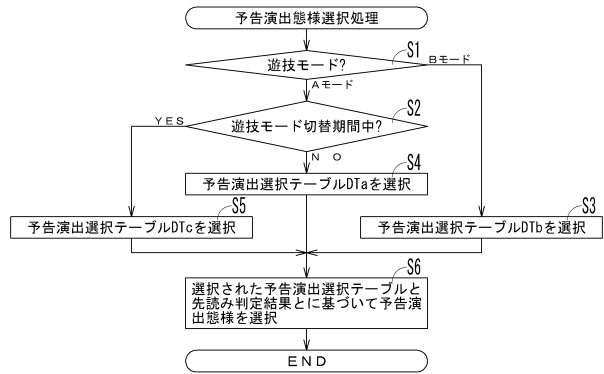 予告演出態様選択処理
S1
遊技モード?
Bモード
Aモード
S2
YES
遊技モード切替期間中?
NO
S4
予告演出選択テーブルDTaを選択
S5
S3
予告演出選択テーブルDTcを選択
予告演出選択テーブルDTbを選択
S6
選択された予告演出選択テーブルと
先読み判定結果とに基づいて予告演
出態様を選択
END